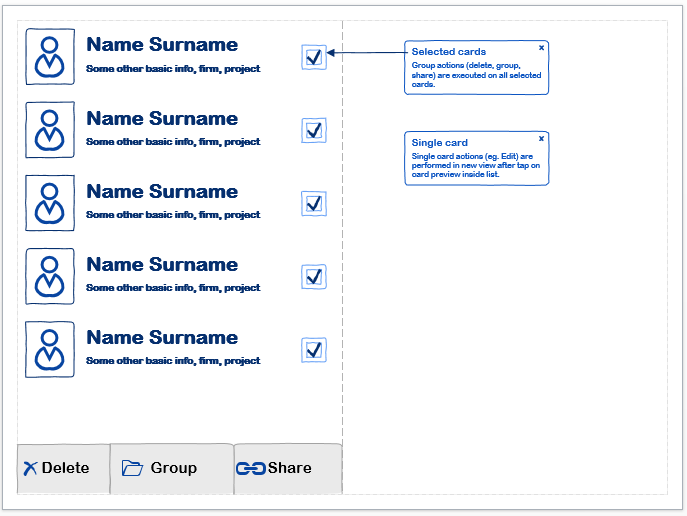 Name Surname
Some other basic info, firm, project
Name Surname
Some other basic info, firm, project
Name Surname
Some other basic info, firm, project
Name Surname
Some other basic info, firm, project
Name Surname
Some other basic info, firm, project
Delete
Group
Share
Selected cards
Group actions (delete, group,
share) are executed on all selected
cards.
Single card
Single card actions (eg. Edit) are
performed in new view after tap on
card preview inside list.